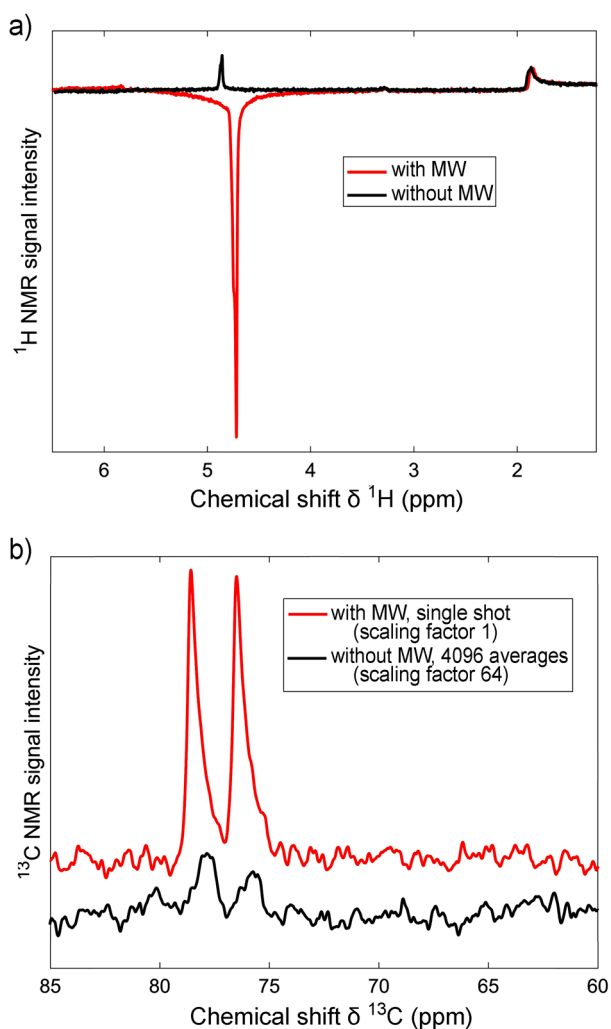 a)
¹H NMR signal intensity
with MW
without MW
6 5 4 3 2
Chemical shift δ ¹H (ppm)
b)
¹³C NMR signal intensity
with MW, single shot
(scaling factor 1)
without MW, 4096 averages
(scaling factor 64)
85 80 75 70 65 60
Chemical shift δ ¹³C (ppm)